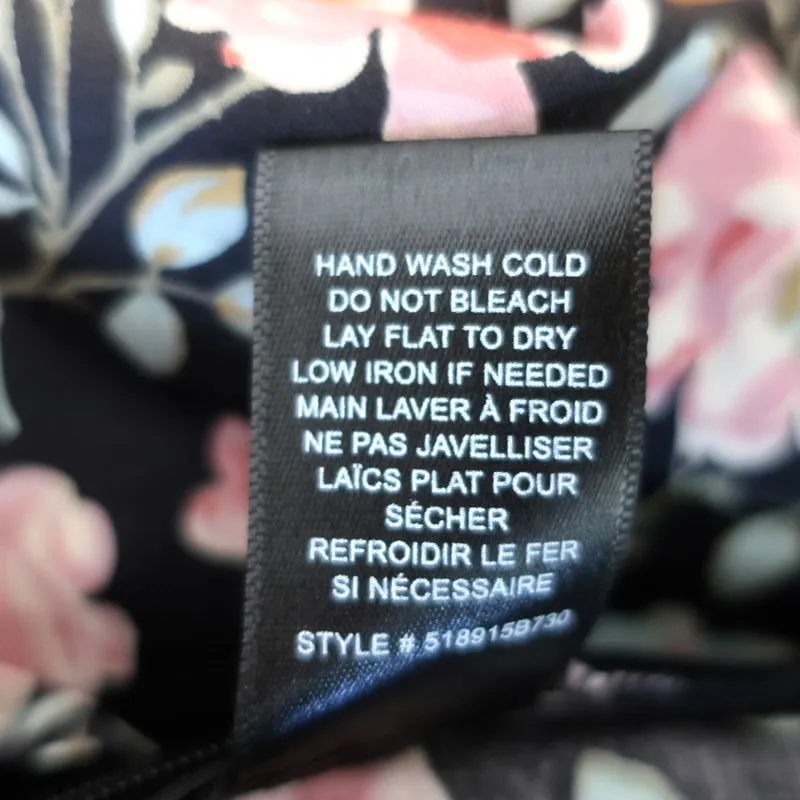 HAND WASH COLD
DO NOT BLEACH
LAY FLAT TO DRY
LOW IRON IF NEEDED
MAIN LAVER À FROID
NE PAS JAVELLISER
LAÏCS PLAT POUR
SÉCHER
REFROIDIR LE FER
SI NÉCESSAIRE
STYLE # 518915B730